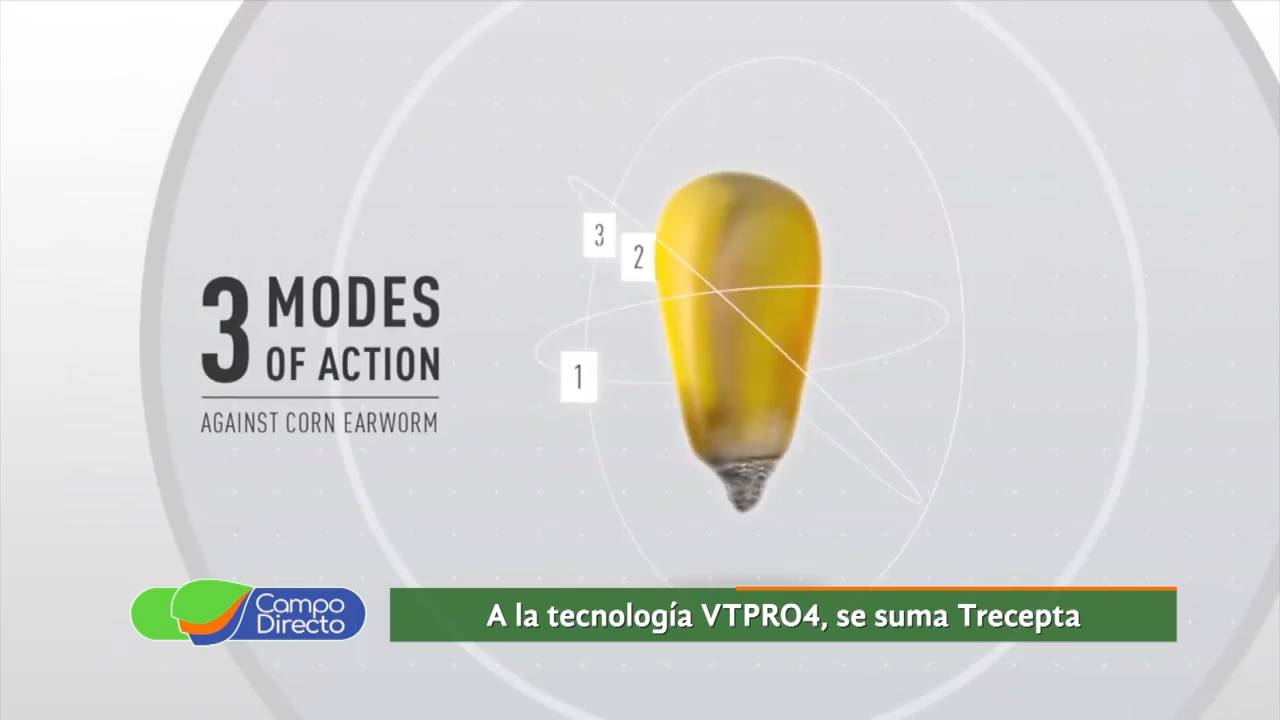 3 MODES
OF ACTION
AGAINST CORN EARWORM
3
2
1
Campo
Directo
A la tecnología VTPRO4, se suma Trecepta